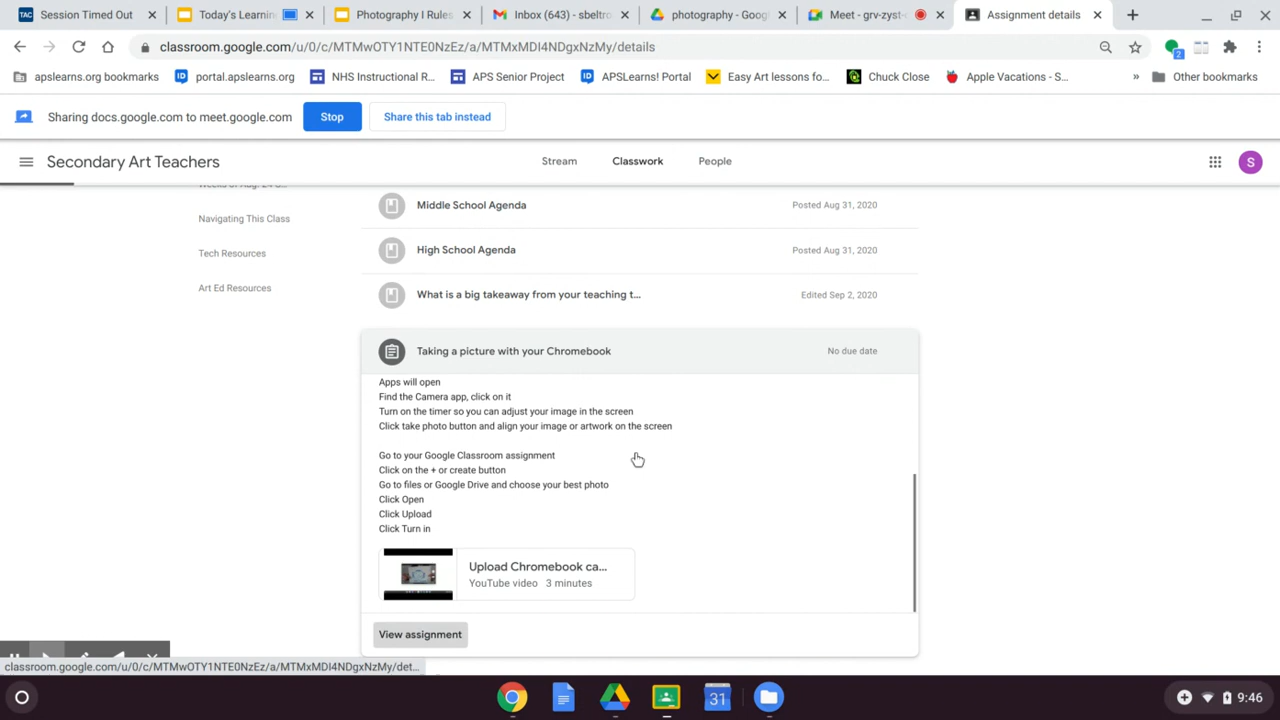 Session Timed Out
Today's Learnin
Photography I Rules
Inbox (643) - sbeltro
photography - Goog
Meet - grv-zyst-
Assignment details
classroom.google.com/u/0/c/MTMwOTY1NTE0NzEz/a/MTMxMDI4NDgxNzMy/details
apslearns.org bookmarks
portal.apslearns.org
NHS Instructional R...
APS Senior Project
APSLearns! Portal
Easy Art lessons fo...
Chuck Close
Apple Vacations - S...
»
Other bookmarks
Sharing docs.google.com to meet.google.com
Stop
Share this tab instead
Secondary Art Teachers
Stream
Classwork
People
S
Navigating This Class
Tech Resources
Art Ed Resources
Middle School Agenda
Posted Aug 31, 2020
High School Agenda
Posted Aug 31, 2020
What is a big takeaway from your teaching t...
Edited Sep 2, 2020
Taking a picture with your Chromebook
No due date
Apps will open
Find the Camera app, click on it
Turn on the timer so you can adjust your image in the screen
Click take photo button and align your image or artwork on the screen
Go to your Google Classroom assignment
Click on the + or create button
Go to files or Google Drive and choose your best photo
Click Open
Click Upload
Click Turn in
Upload Chromebook ca...
YouTube video 3 minutes
View assignment
classroom.google.com/u/0/c/MTMwOTY1NTE0NzEz/a/MTMxMDI4NDgxNzMy/det...
31
9:46